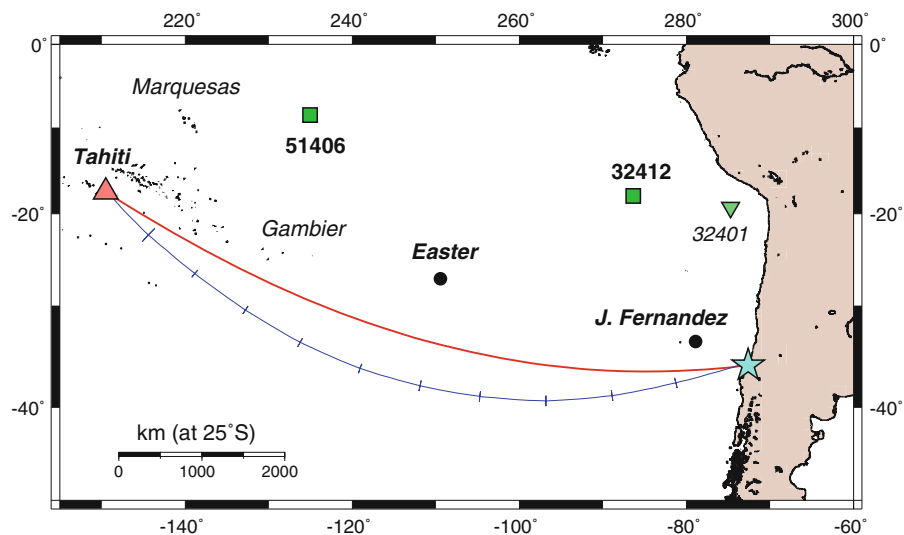 220˚ 240˚ 260˚ 280˚ 300˚
0˚ 0˚
Marquesas
51406
Tahiti
32412
-20˚ -20˚
Gambier
32401
Easter
J. Fernandez
-40˚ -40˚
km (at 25˚S)
0 1000 2000
-140˚ -120˚ -100˚ -80˚ -60˚